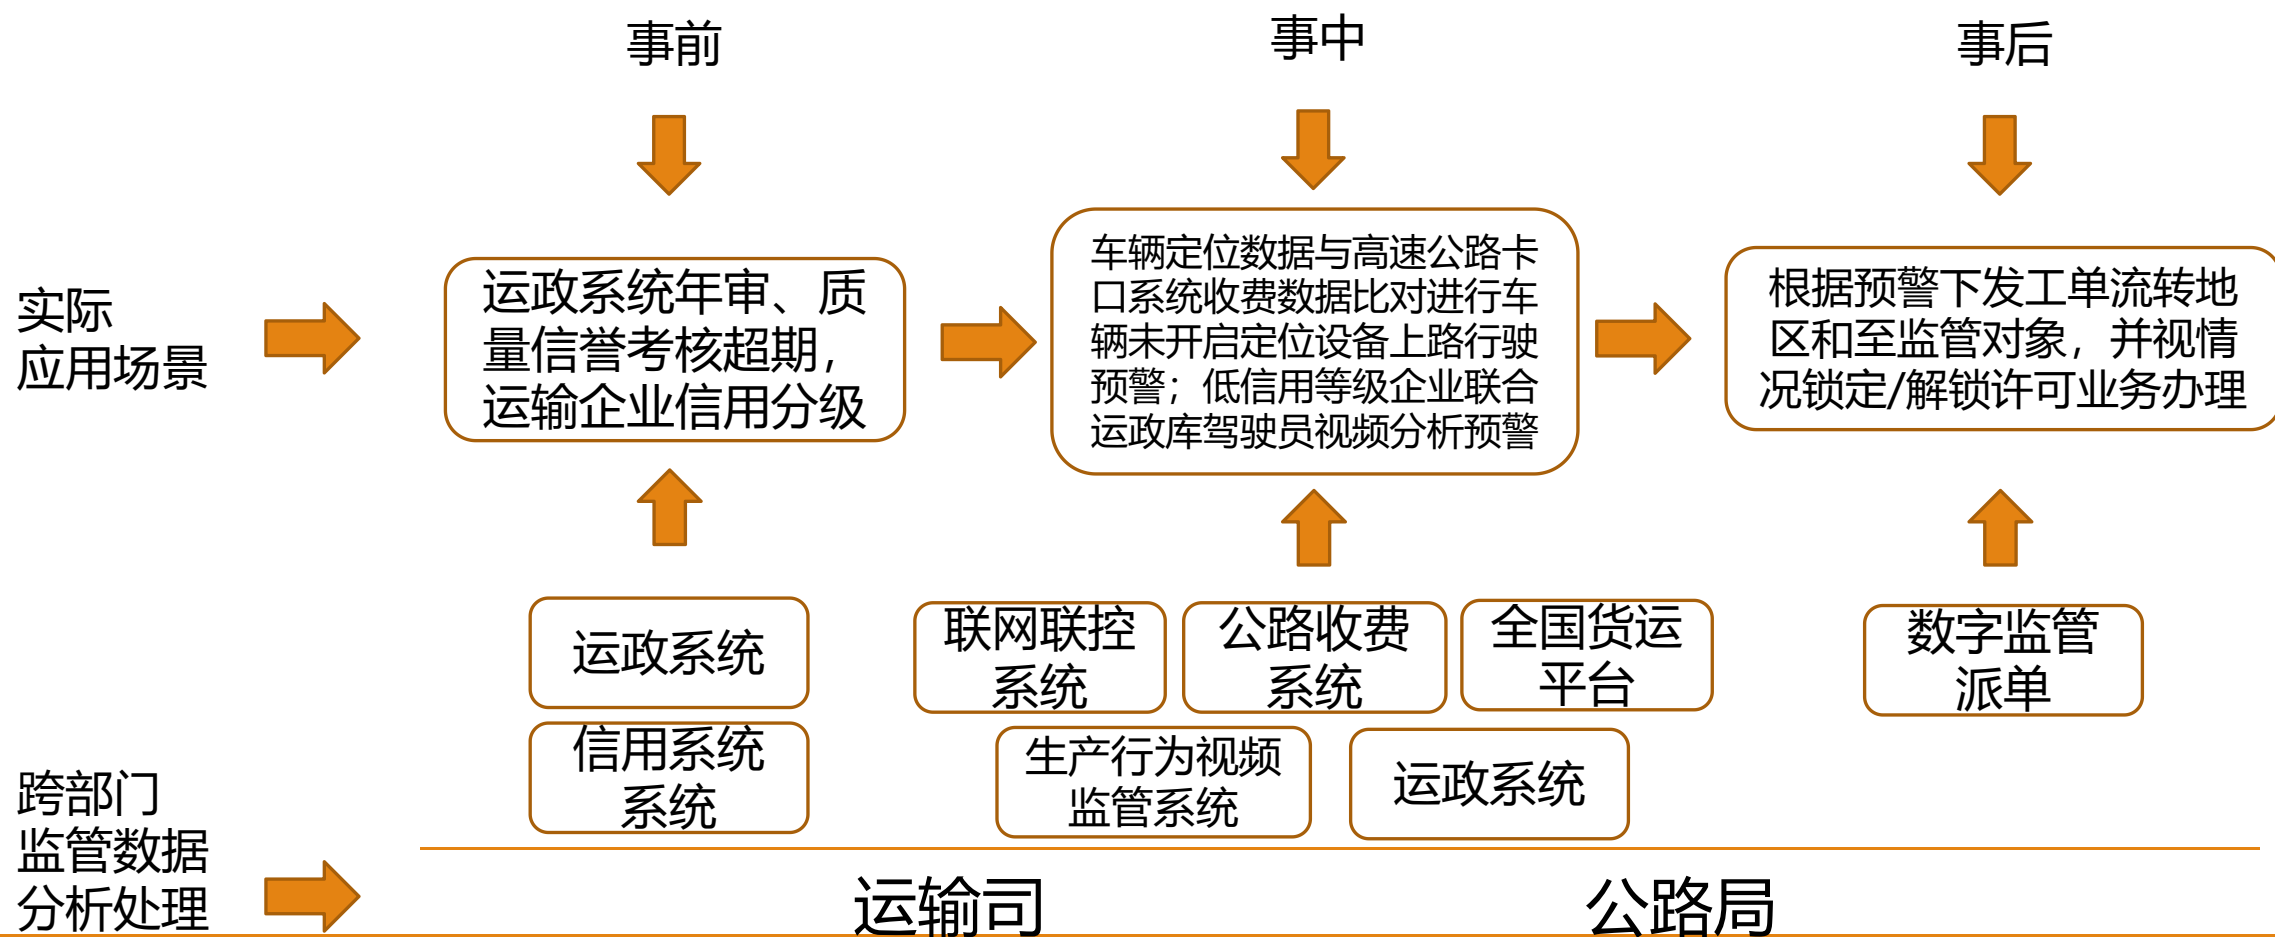 事前
事中
事后
实际
应用场景
运政系统年审、质
量信誉考核超期，
运输企业信用分级
车辆定位数据与高速公路卡
口系统收费数据比对进行车
辆未开启定位设备上路行驶
预警；低信用等级企业联合
运政库驾驶员视频分析预警
根据预警下发工单流转地
区和至监管对象，并视情
况锁定/解锁许可业务办理
运政系统
信用系统
系统
联网联控
系统
公路收费
系统
全国货运
平台
生产行为视频
监管系统
运政系统
数字监管
派单
跨部门
监管数据
分析处理
运输司
公路局